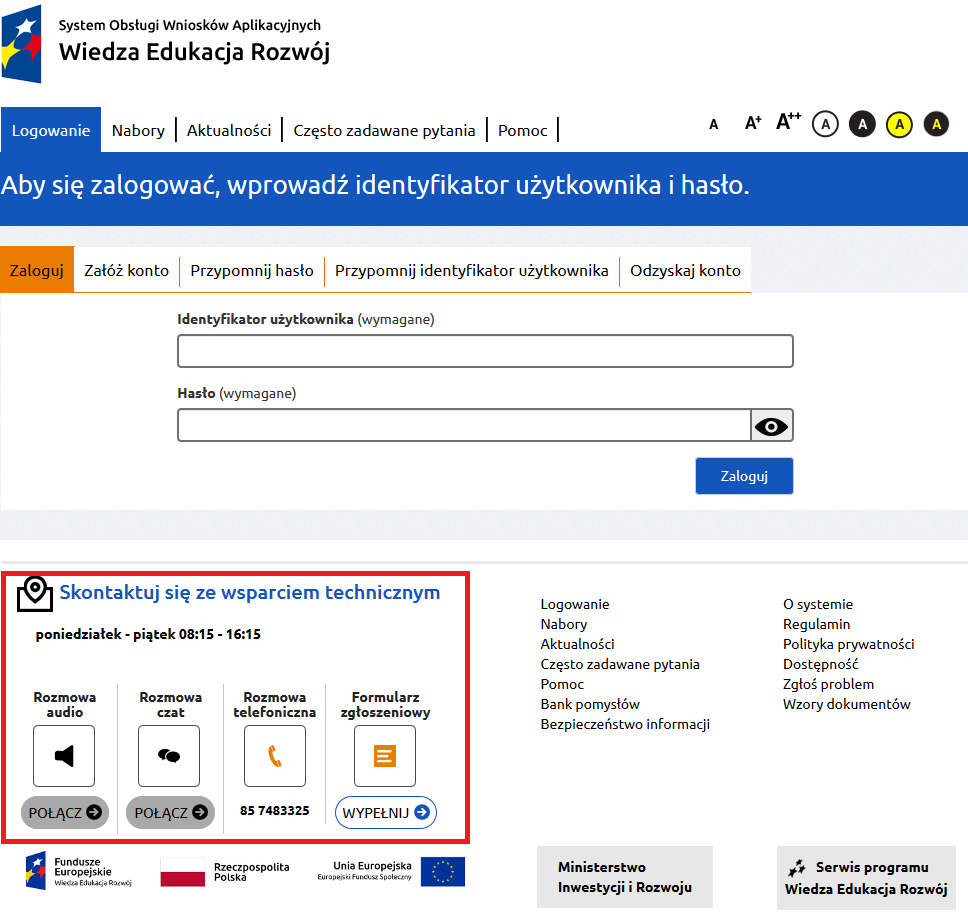 System Obsługi Wniosków Aplikacyjnych
Wiedza Edukacja Rozwój
Logowanie Nabory Aktualności Często zadawane pytania Pomoc A A+ A++ A A A A
Aby się zalogować, wprowadź identyfikator użytkownika i hasło.
Zaloguj Załóż konto Przypomnij hasło Przypomnij identyfikator użytkownika Odzyskaj konto
Identyfikator użytkownika (wymagane)
Hasło (wymagane)
Zaloguj
Skontaktuj się ze wsparciem technicznym
poniedziałek - piątek 08:15 - 16:15
Rozmowa audio
POŁĄCZ
Rozmowa czat
POŁĄCZ
Rozmowa telefoniczna
85 7483325
Formularz zgłoszeniowy
WYPEŁNIJ
Logowanie
Nabory
Aktualności
Często zadawane pytania
Pomoc
Bank pomysłów
Bezpieczeństwo informacji
O systemie
Regulamin
Polityka prywatności
Dostępność
Zgłoś problem
Wzory dokumentów
Fundusze
Europejskie
Wiedza Edukacja Rozwój
Rzeczpospolita
Polska
Unia Europejska
Europejski Fundusz Społeczny
Ministerstwo
Inwestycji i Rozwoju
Serwis programu
Wiedza Edukacja Rozwój